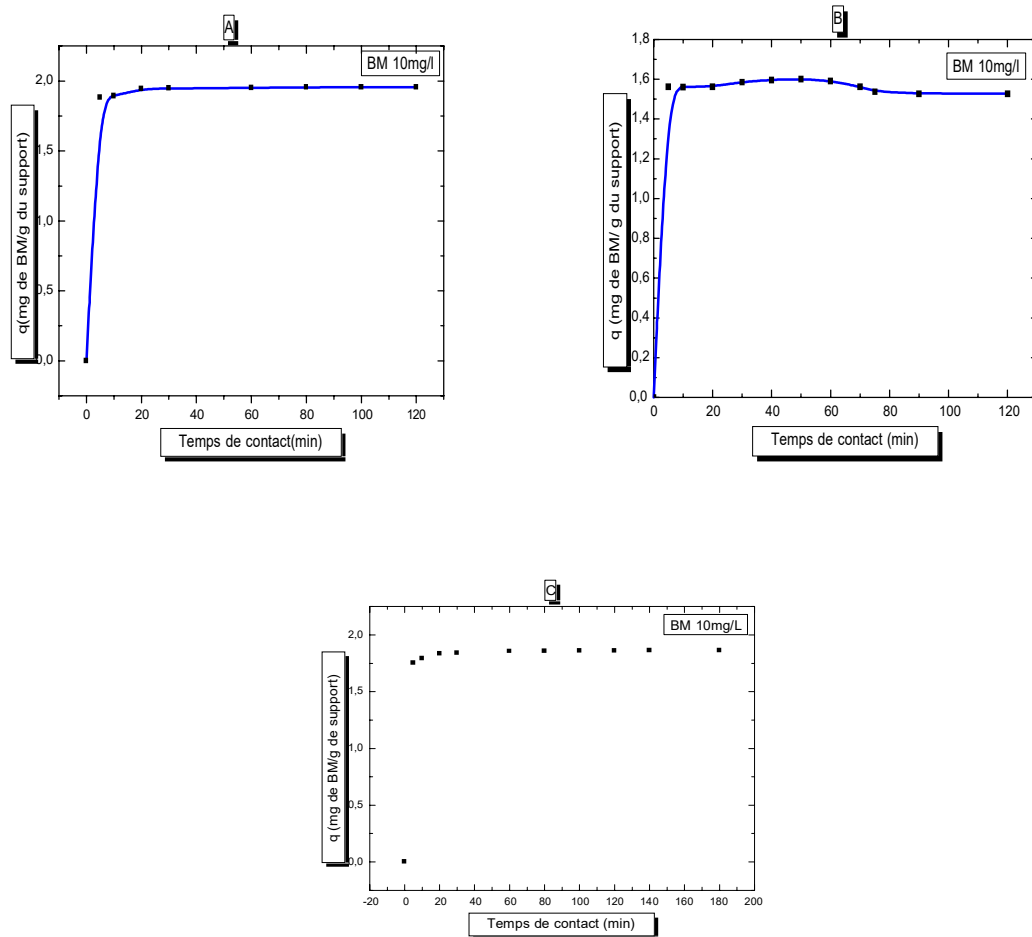 A
BM 10mg/l
2,0
1,5
1,0
0,5
0,0
q(mg de BM/g du support)
0 20 40 60 80 100 120
Temps de contact(min)
B
BM 10mg/l
1,8
1,6
1,4
1,2
1,0
0,8
0,6
0,4
0,2
0,0
q (mg de BM/ g du support)
0 20 40 60 80 100 120
Temps de contact (min)
C
BM 10mg/L
2,0
1,5
1,0
0,5
0,0
q (mg de BM/g de support)
-20 0 20 40 60 80 100 120 140 160 180 200
Temps de contact (min)